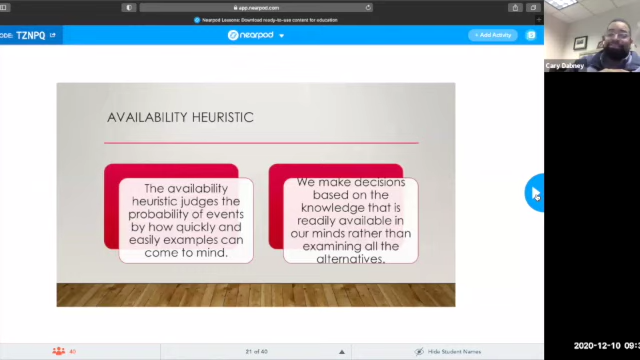 app.nearpod.com
Nearpod Lessons: Download ready-to-use content for education
ODE: TZNPQ
nearpod
+ Add Activity
Cary Dabney
AVAILABILITY HEURISTIC
The availability
heuristic judges the
probability of events
by how quickly and
easily examples can
come to mind.
We make decisions
based on the
knowledge that is
readily available in
our minds rather than
examining all the
alternatives.
40
21 of 40
Hide Student Names
2020-12-10 09:3